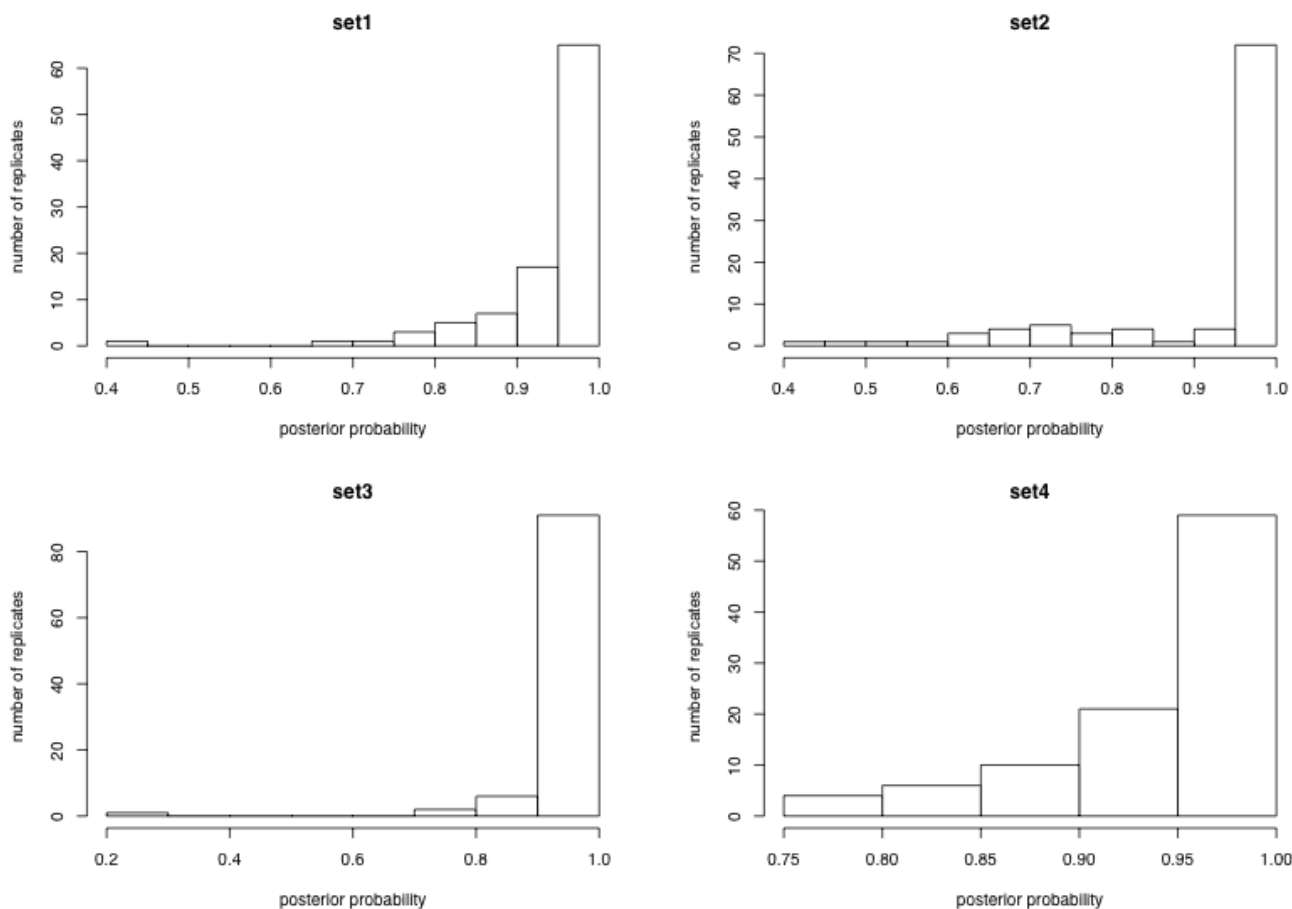 set1
number of replicates
60
50
40
30
20
10
0
0.4 0.5 0.6 0.7 0.8 0.9 1.0
posterior probability
set2
number of replicates
70
60
50
40
30
20
10
0
0.4 0.5 0.6 0.7 0.8 0.9 1.0
posterior probability
set3
number of replicates
80
60
40
20
0
0.2 0.4 0.6 0.8 1.0
posterior probability
set4
number of replicates
60
50
40
30
20
10
0
0.75 0.80 0.85 0.90 0.95 1.00
posterior probability